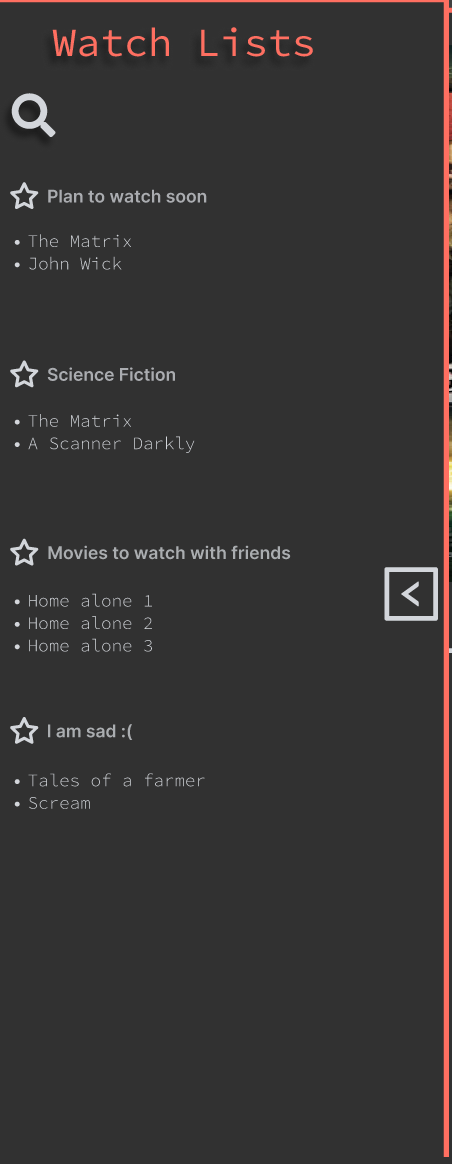 Watch Lists
Plan to watch soon
• The Matrix
• John Wick
Science Fiction
• The Matrix
• A Scanner Darkly
Movies to watch with friends
• Home alone 1
• Home alone 2
• Home alone 3
<
I am sad :(
• Tales of a farmer
• Scream